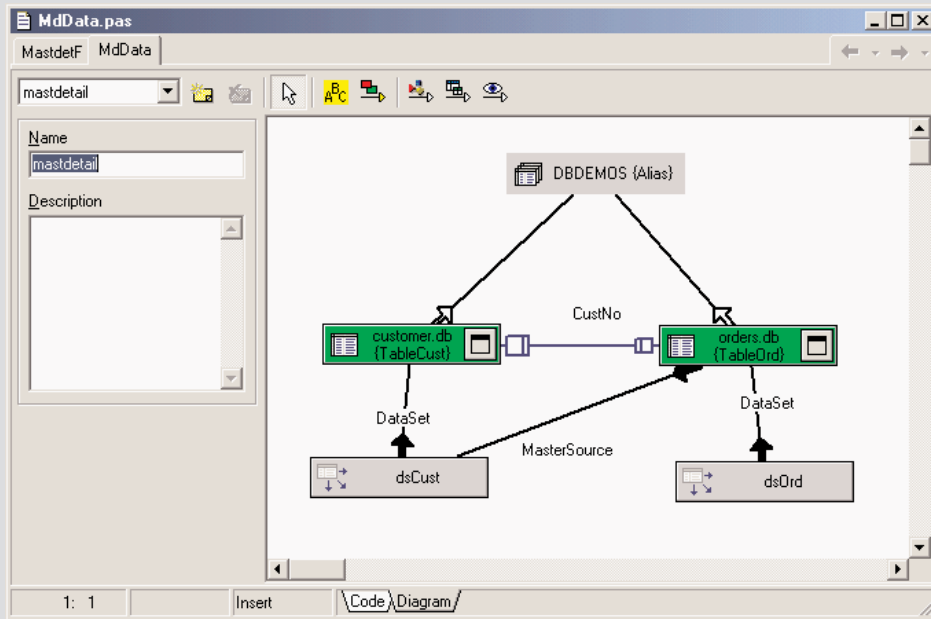 MdData.pas
MastdetF
MdData
mastdetail
A B C
Name
mastdetail
Description
DBDEMOS {Alias}
CustNo
customer.db
{TableCust}
orders.db
{TableOrd}
DataSet
DataSet
MasterSource
dsCust
dsOrd
1: 1
Insert
Code
Diagram